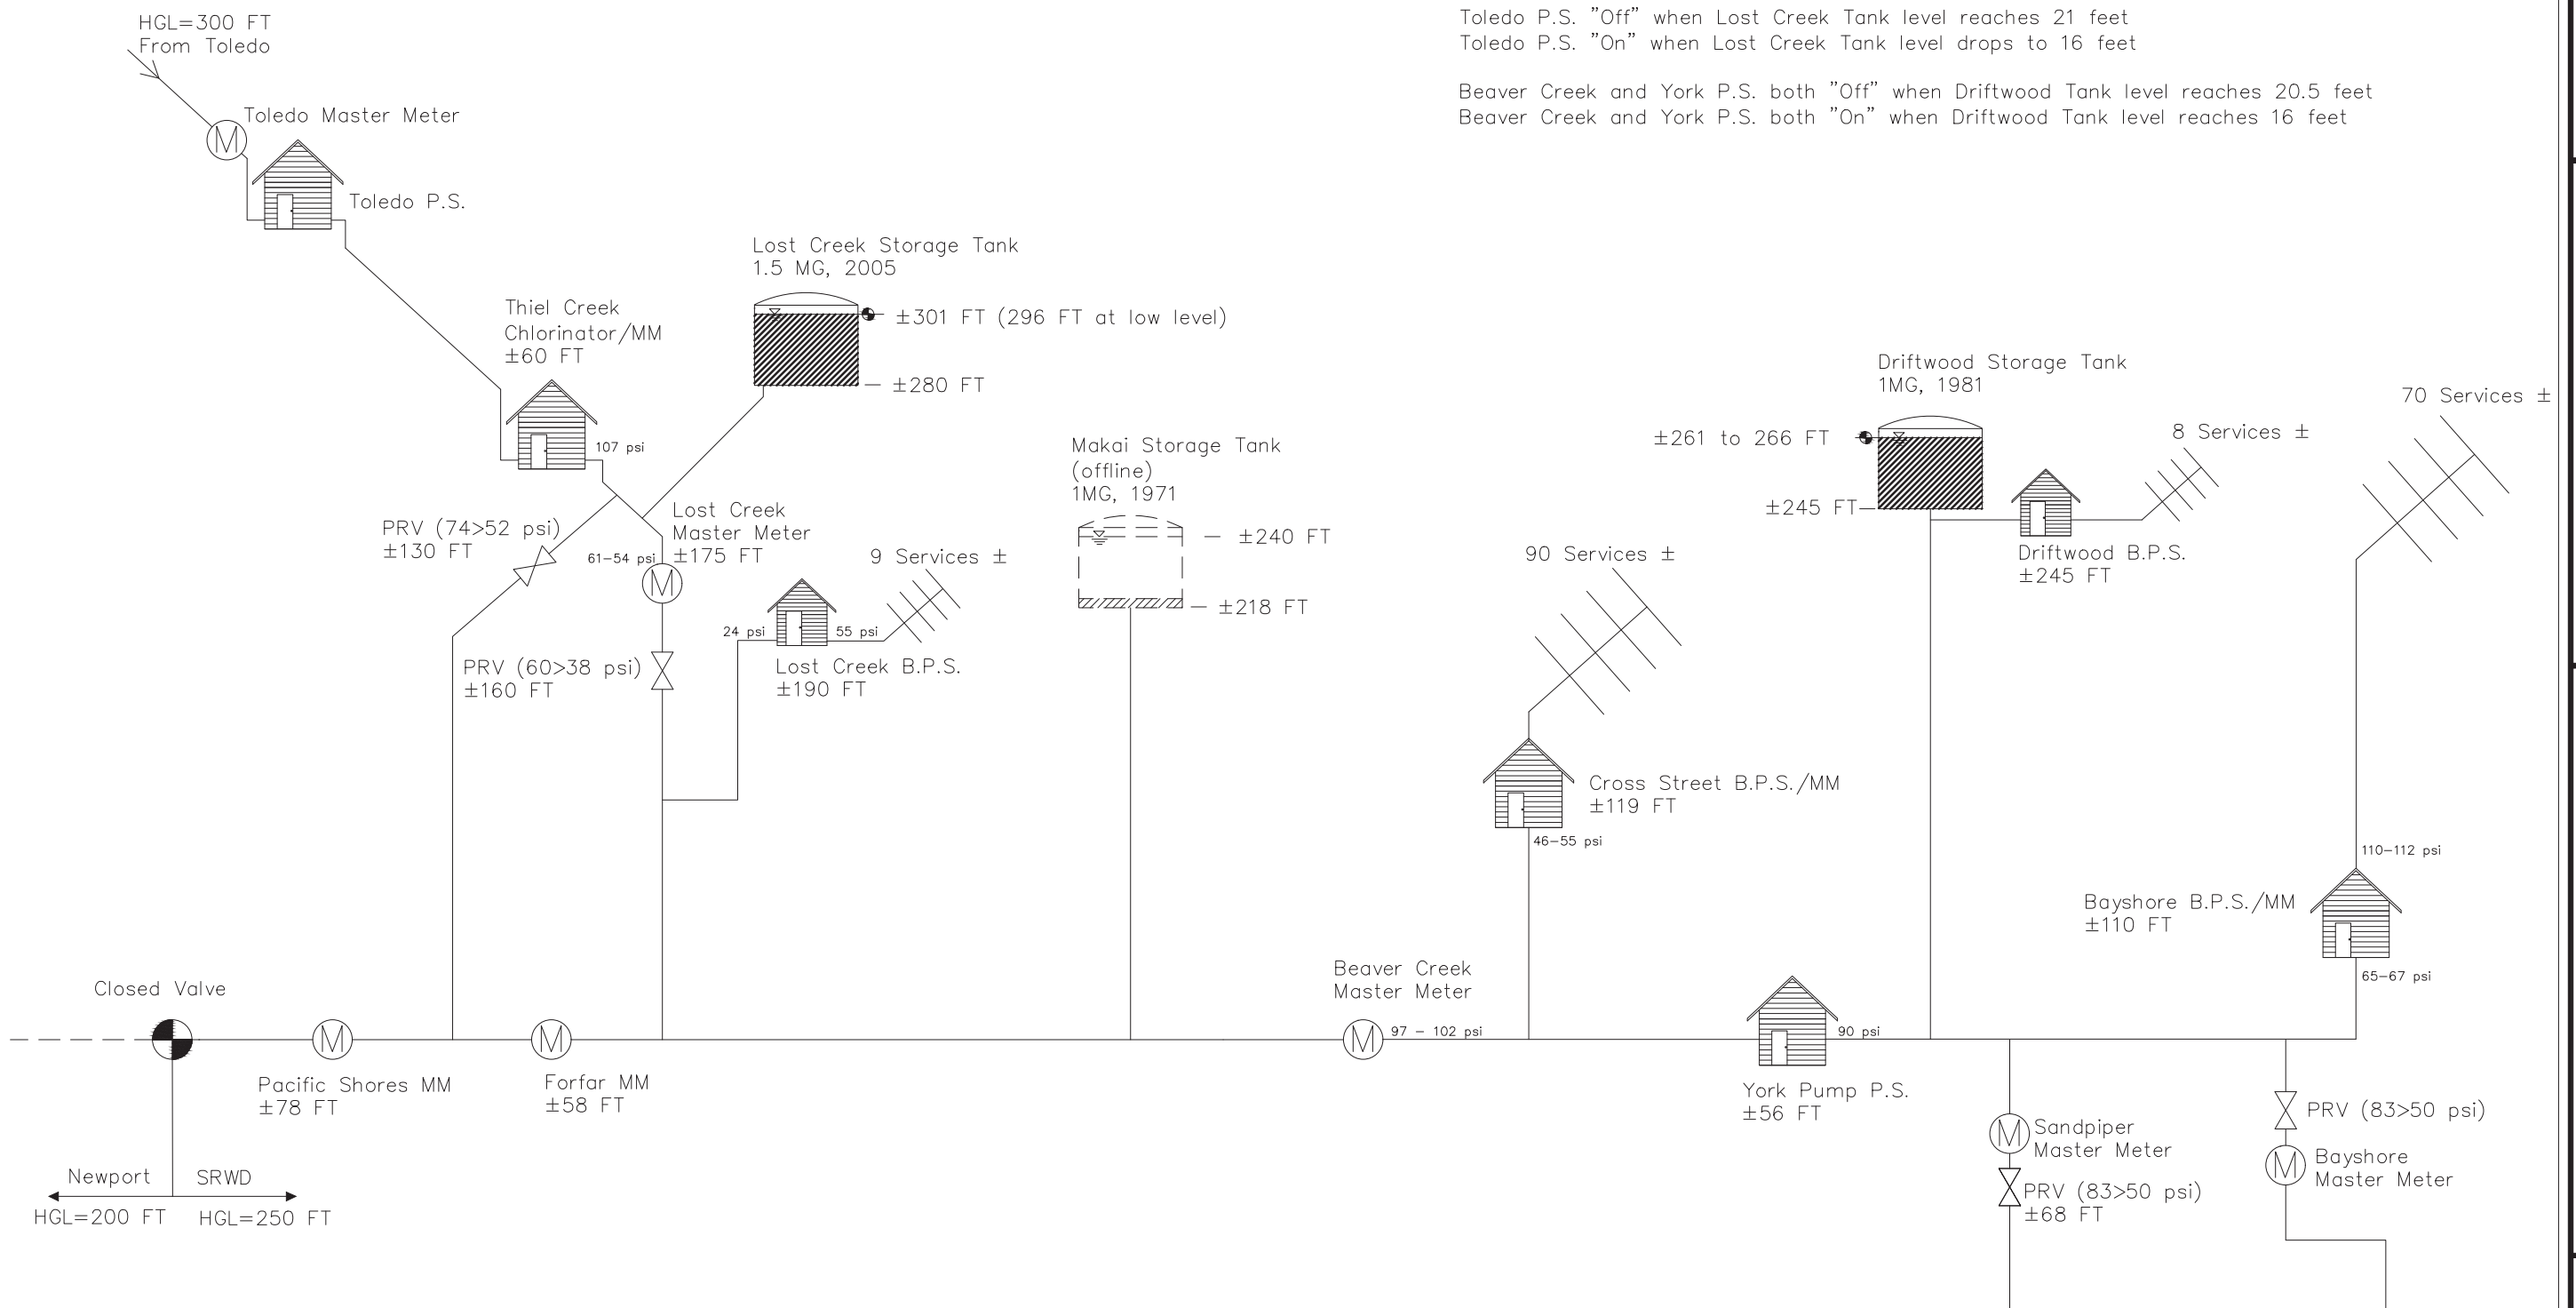 HGL=300 FT
From Toledo
Toledo P.S. "Off" when Lost Creek Tank level reaches 21 feet
Toledo P.S. "On" when Lost Creek Tank level drops to 16 feet
Beaver Creek and York P.S. both "Off" when Driftwood Tank level reaches 20.5 feet
Beaver Creek and York P.S. both "On" when Driftwood Tank level reaches 16 feet
Toledo Master Meter
M
Toledo P.S.
Lost Creek Storage Tank
1.5 MG, 2005
±301 FT (296 FT at low level)
±280 FT
Thiel Creek
Chlorinator/MM
±60 FT
107 psi
Driftwood Storage Tank
1MG, 1981
±261 to 266 FT
±245 FT
70 Services ±
8 Services ±
Driftwood B.P.S.
±245 FT
Makai Storage Tank
(offline)
1MG, 1971
±240 FT
±218 FT
PRV (74>52 psi)
±130 FT
Lost Creek
Master Meter
±175 FT
61-54 psi
M
9 Services ±
90 Services ±
24 psi
55 psi
Lost Creek B.P.S.
±190 FT
PRV (60>38 psi)
±160 FT
Cross Street B.P.S./MM
±119 FT
46-55 psi
110-112 psi
Bayshore B.P.S./MM
±110 FT
65-67 psi
Closed Valve
M
Pacific Shores MM
±78 FT
M
Forfar MM
±58 FT
Beaver Creek
Master Meter
M
97 - 102 psi
90 psi
York Pump P.S.
±56 FT
M
Sandpiper
Master Meter
PRV (83>50 psi)
±68 FT
PRV (83>50 psi)
M
Bayshore
Master Meter
Newport
SRWD
HGL=200 FT
HGL=250 FT